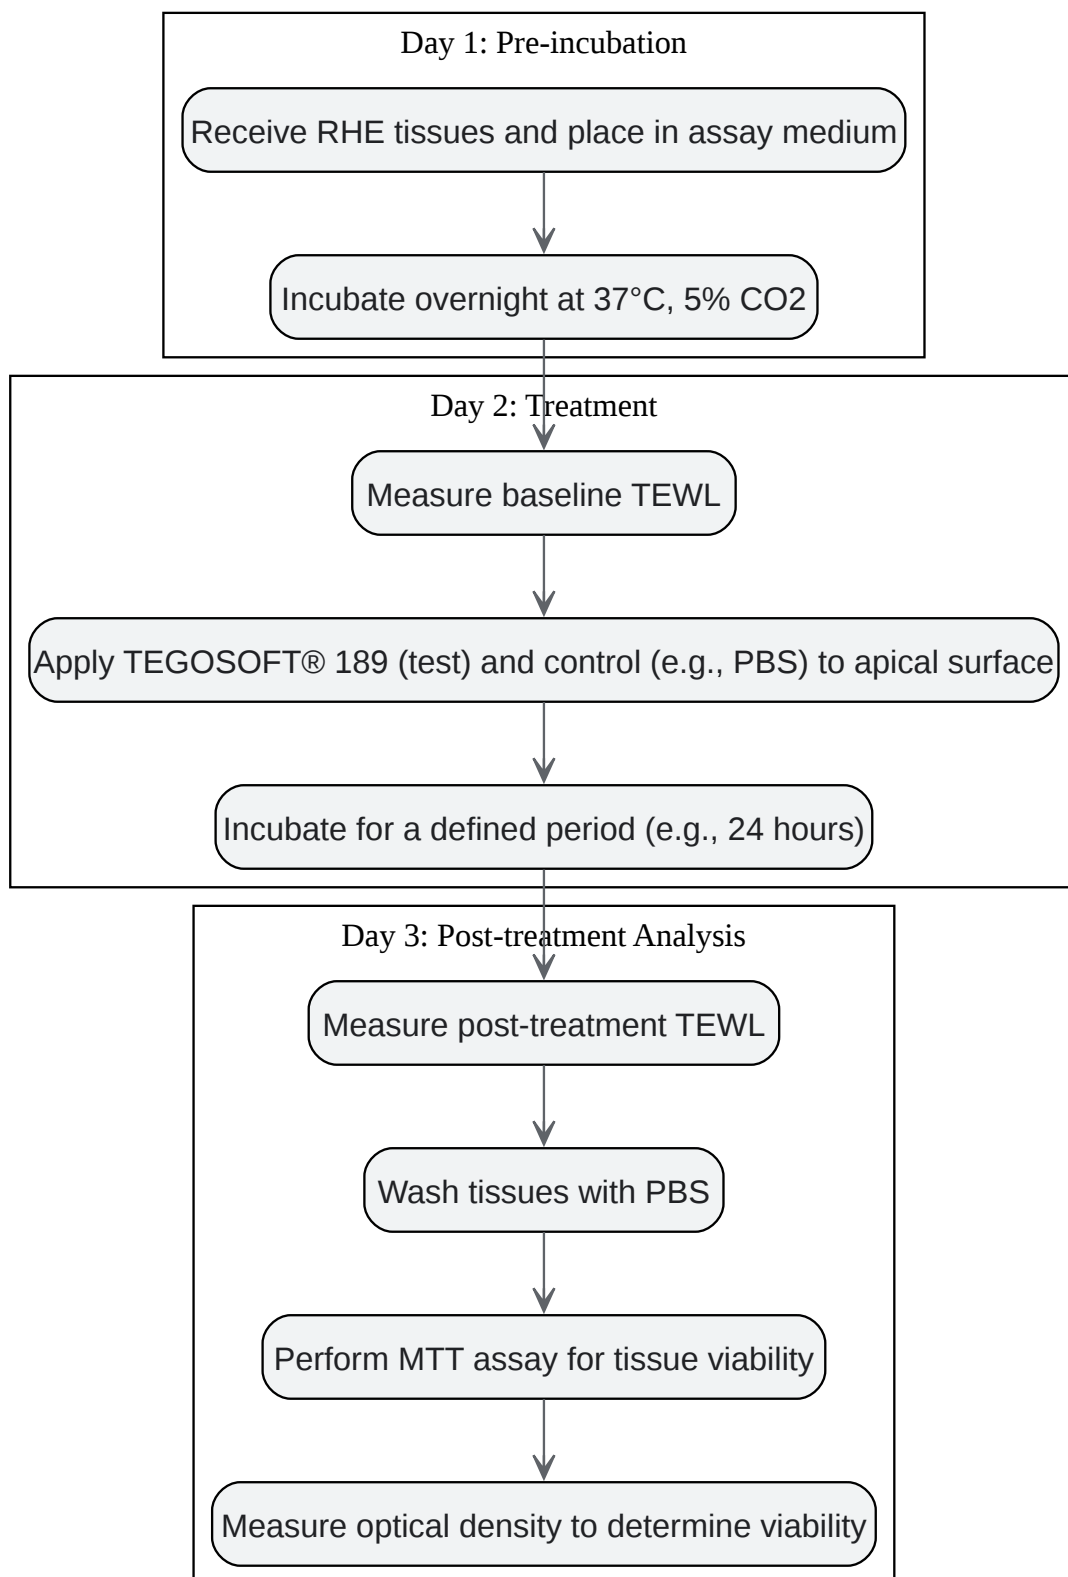 Day 1: Pre-incubation
Receive RHE tissues and place in assay medium
Incubate overnight at 37°C, 5% CO2
Day 2: Treatment
Measure baseline TEWL
Apply TEGOSOFT® 189 (test) and control (e.g., PBS) to apical surface
Incubate for a defined period (e.g., 24 hours)
Day 3: Post-treatment Analysis
Measure post-treatment TEWL
Wash tissues with PBS
Perform MTT assay for tissue viability
Measure optical density to determine viability